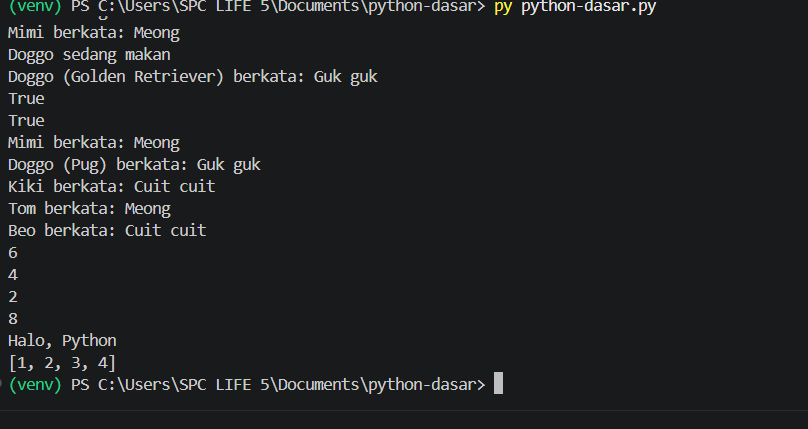 (venv) PS C:\Users\SPC LIFE 5\Documents\python-dasar> py python-dasar.py
Mimi berkata: Meong
Doggo sedang makan
Doggo (Golden Retriever) berkata: Guk guk
True
True
Mimi berkata: Meong
Doggo (Pug) berkata: Guk guk
Kiki berkata: Cuit cuit
Tom berkata: Meong
Beo berkata: Cuit cuit
6
4
2
8
Halo, Python
[1, 2, 3, 4]
(venv) PS C:\Users\SPC LIFE 5\Documents\python-dasar>